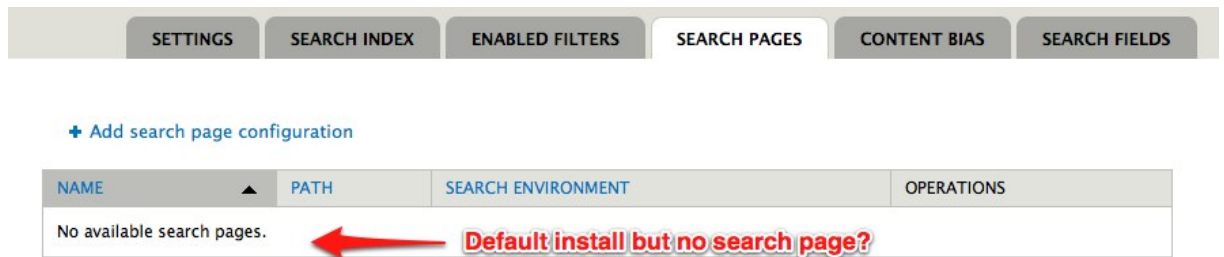 SETTINGS SEARCH INDEX ENABLED FILTERS SEARCH PAGES CONTENT BIAS SEARCH FIELDS
+ Add search page configuration
NAME PATH SEARCH ENVIRONMENT OPERATIONS
No available search pages. Default install but no search page?